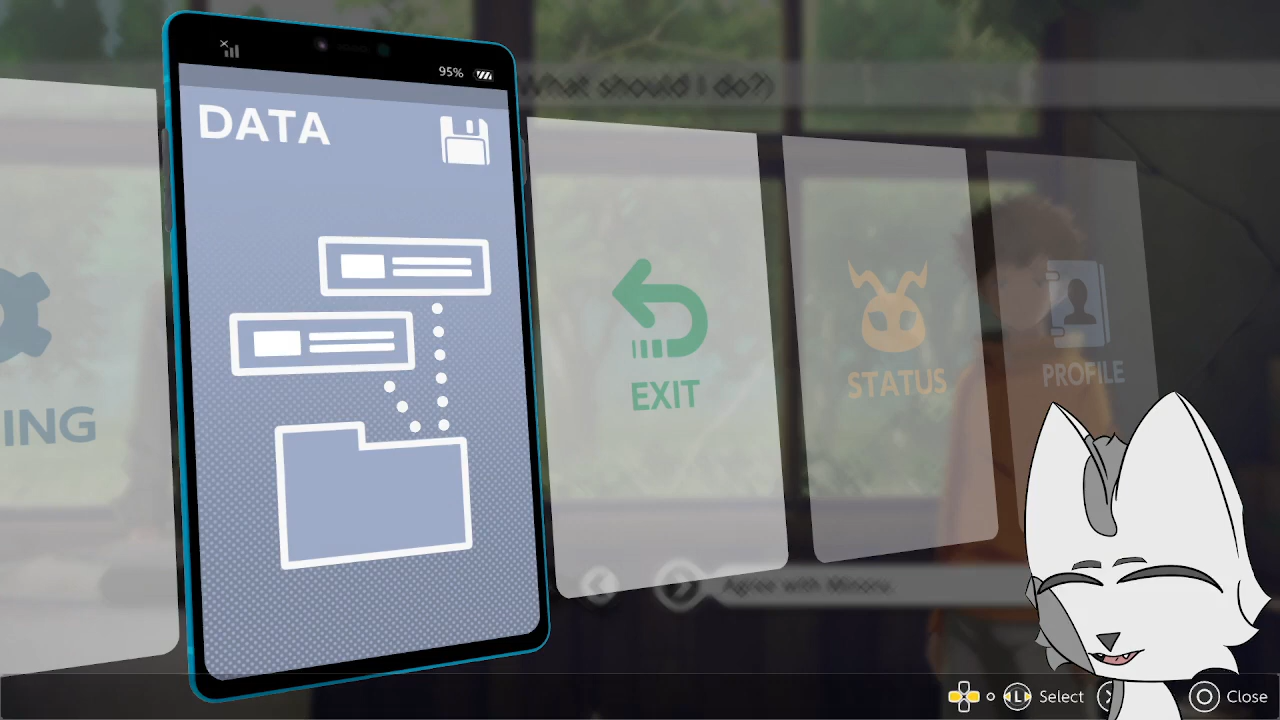 95%
What should I do?)
DATA
ING
EXIT
STATUS
PROFILE
Agree with Minoru.
L Select
Close